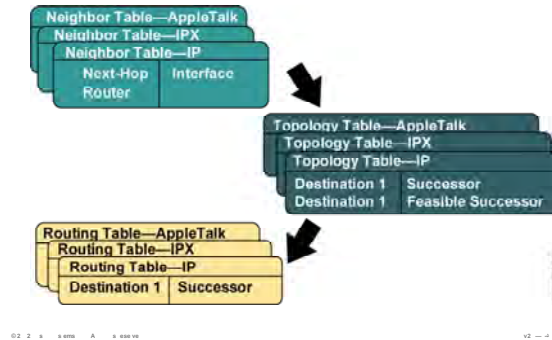 Neighbor Table—AppleTalk
Neighbor Table—IPX
Neighbor Table—IP
Next-Hop Router Interface
Topology Table—AppleTalk
Topology Table—IPX
Topology Table—IP
Destination 1 Successor
Destination 1 Feasible Successor
Routing Table—AppleTalk
Routing Table—IPX
Routing Table—IP
Destination 1 Successor